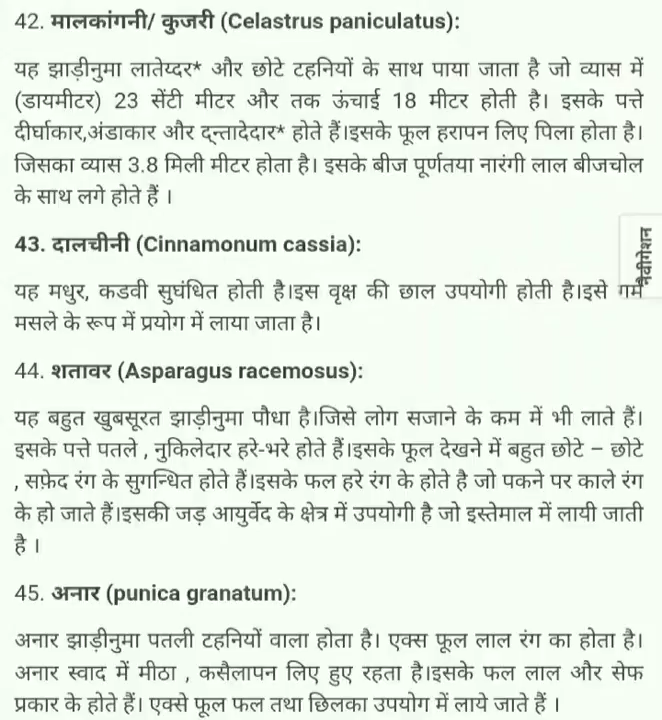 42. मालकांगनी/ कुजरी (Celastrus paniculatus):
यह झाड़ीनुमा लातेय्दर* और छोटे टहनियों के साथ पाया जाता है जो व्यास में
(डायमीटर) 23 सेंटी मीटर और तक ऊंचाई 18 मीटर होती है। इसके पत्ते
दीर्घाकार,अंडाकार और द्न्तादेदार* होते हैं।इसके फूल हरापन लिए पिला होता है।
जिसका व्यास 3.8 मिली मीटर होता है। इसके बीज पूर्णतया नारंगी लाल बीजचोल
के साथ लगे होते हैं ।
43. दालचीनी (Cinnamonum cassia):
यह मधुर, कडवी सुघंधित होती है।इस वृक्ष की छाल उपयोगी होती है।इसे गर्म
मसले के रूप में प्रयोग में लाया जाता है।
नेवीगेशन
44. शतावर (Asparagus racemosus):
यह बहुत खुबसूरत झाड़ीनुमा पौधा है।जिसे लोग सजाने के कम में भी लाते हैं।
इसके पत्ते पतले , नुकिलेदार हरे-भरे होते हैं।इसके फूल देखने में बहुत छोटे – छोटे
, सफ़ेद रंग के सुगन्धित होते हैं।इसके फल हरे रंग के होते है जो पकने पर काले रंग
के हो जाते हैं।इसकी जड़ आयुर्वेद के क्षेत्र में उपयोगी है जो इस्तेमाल में लायी जाती
है ।
45. अनार (punica granatum):
अनार झाड़ीनुमा पतली टहनियों वाला होता है। एक्स फूल लाल रंग का होता है।
अनार स्वाद में मीठा , कसैलापन लिए हुए रहता है।इसके फल लाल और सेफ
प्रकार के होते हैं। एक्से फूल फल तथा छिलका उपयोग में लाये जाते हैं ।